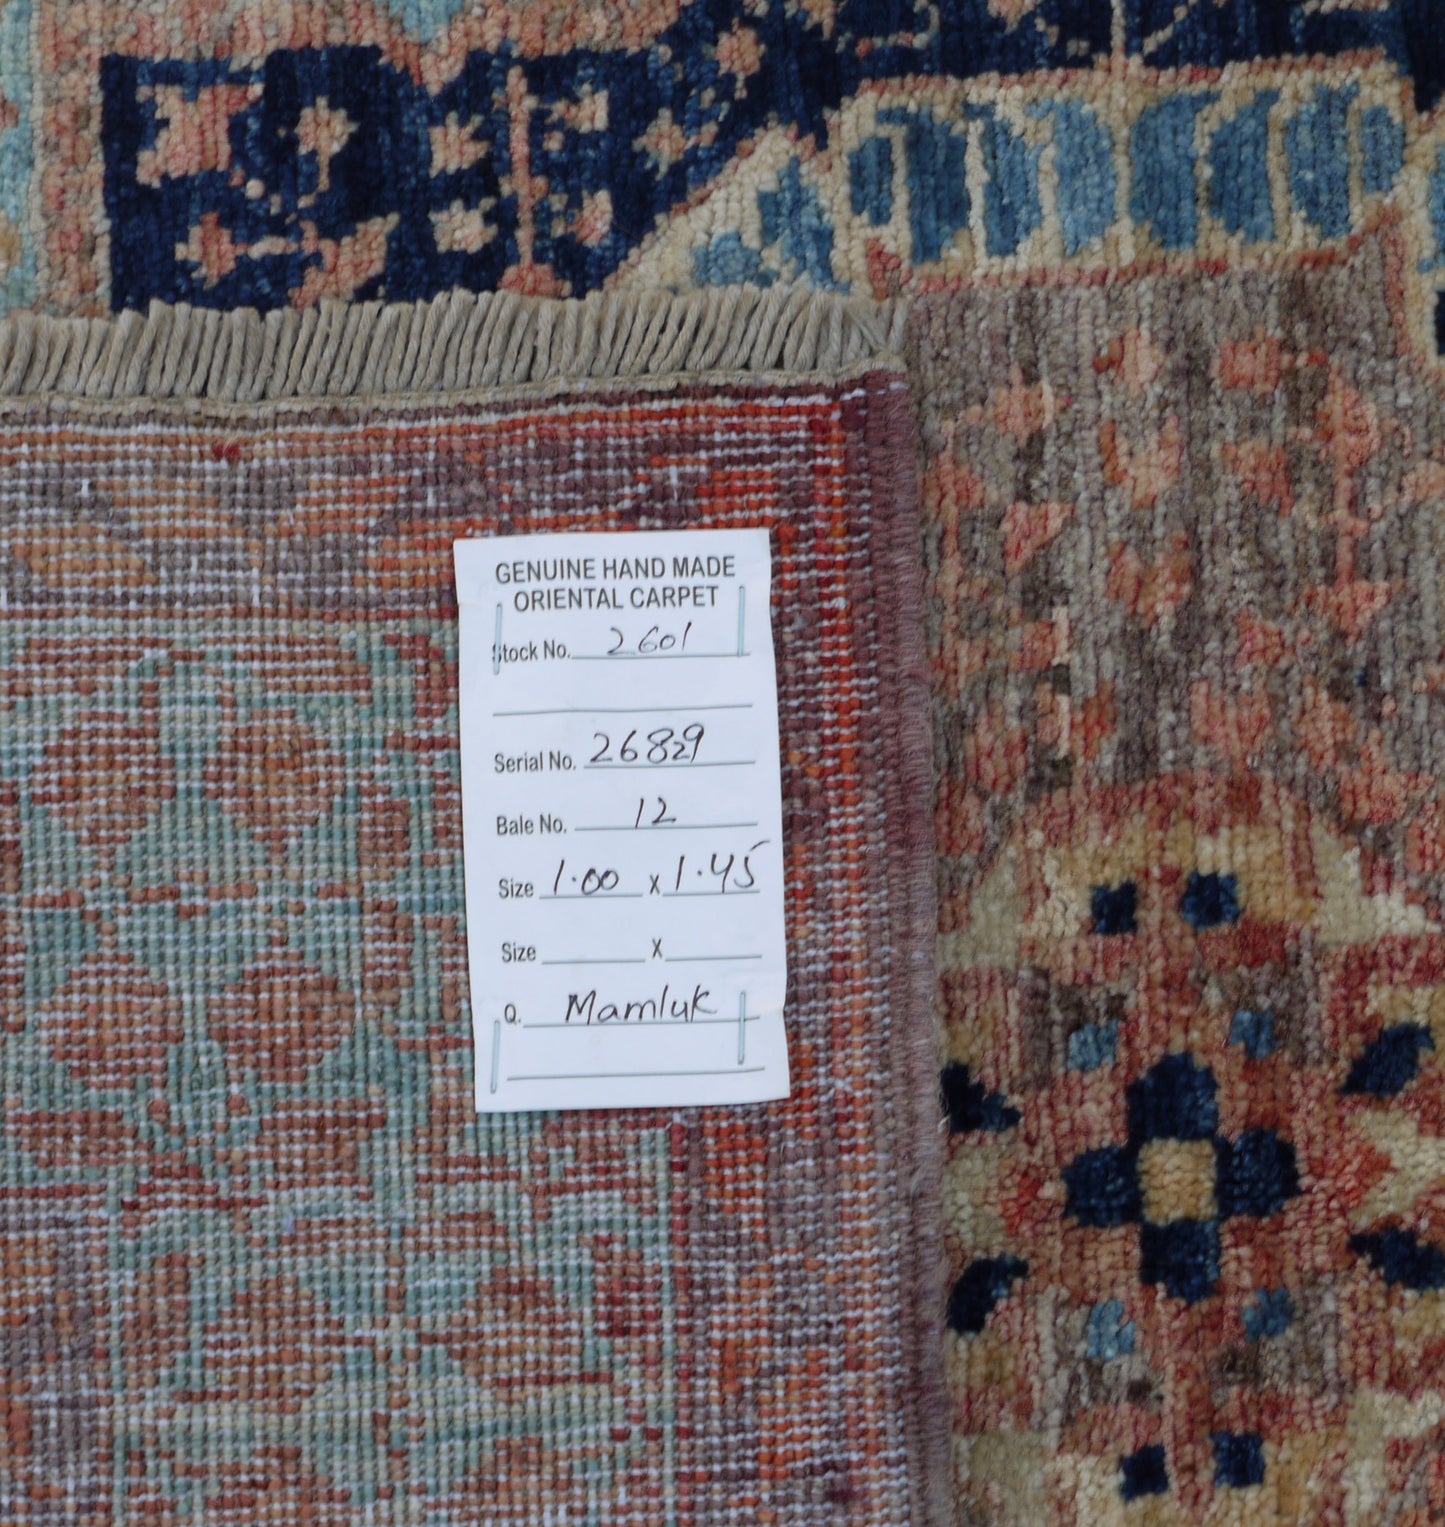 GENUINE HAND MADE
ORIENTAL CARPET
Stock No. 2601
Serial No. 26829
Bale No. 12
Size 1.00 x 1.45
Size x
Q. Mamluk